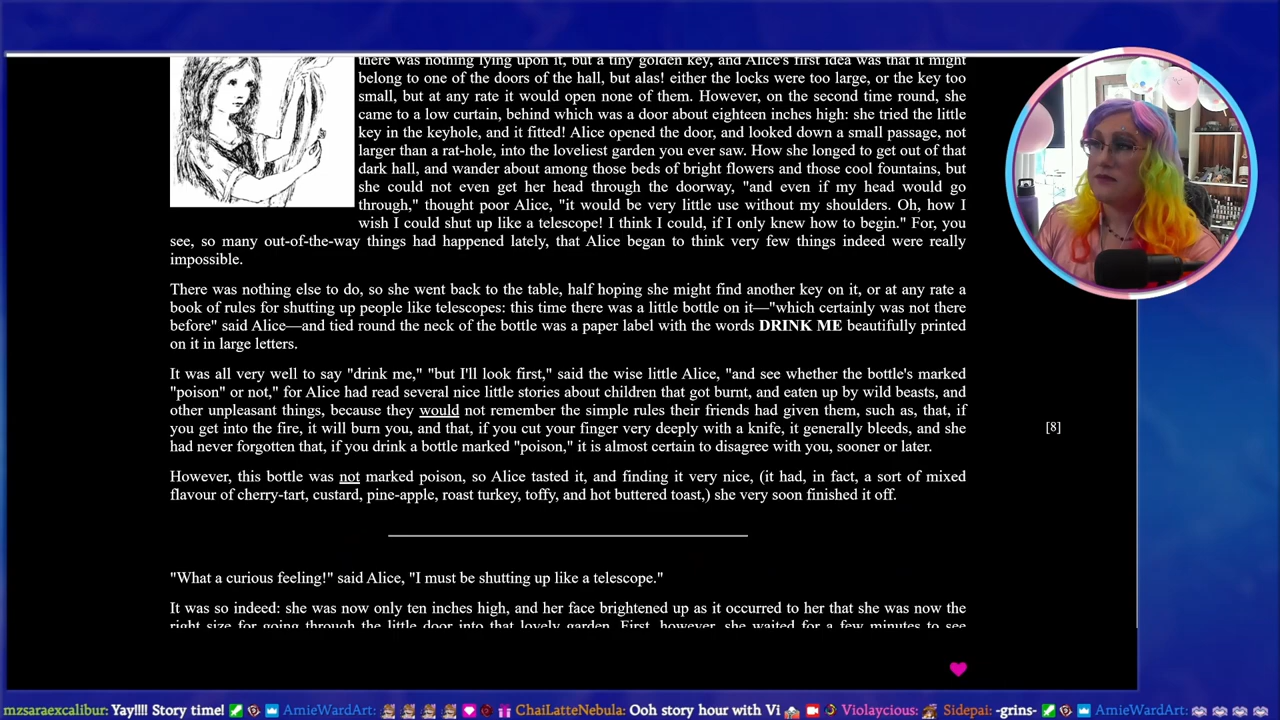 there was nothing lying upon it, but a tiny golden key, and Alice's first idea was that it might
belong to one of the doors of the hall, but alas! either the locks were too large, or the key too
small, but at any rate it would open none of them. However, on the second time round, she
came to a low curtain, behind which was a door about eighteen inches high: she tried the little
key in the keyhole, and it fitted! Alice opened the door, and looked down a small passage, not
larger than a rat-hole, into the loveliest garden you ever saw. How she longed to get out of that
dark hall, and wander about among those beds of bright flowers and those cool fountains, but
she could not even get her head through the doorway, "and even if my head would go
through," thought poor Alice, "it would be very little use without my shoulders. Oh, how I
wish I could shut up like a telescope! I think I could, if I only knew how to begin." For, you
see, so many out-of-the-way things had happened lately, that Alice began to think very few things indeed were really
impossible.
There was nothing else to do, so she went back to the table, half hoping she might find another key on it, or at any rate a
book of rules for shutting up people like telescopes: this time there was a little bottle on it—"which certainly was not there
before" said Alice—and tied round the neck of the bottle was a paper label with the words DRINK ME beautifully printed
on it in large letters.
It was all very well to say "drink me," "but I'll look first," said the wise little Alice, "and see whether the bottle's marked
"poison" or not," for Alice had read several nice little stories about children that got burnt, and eaten up by wild beasts, and
other unpleasant things, because they would not remember the simple rules their friends had given them, such as, that, if
you get into the fire, it will burn you, and that, if you cut your finger very deeply with a knife, it generally bleeds, and she
had never forgotten that, if you drink a bottle marked "poison," it is almost certain to disagree with you, sooner or later.
[8]
However, this bottle was not marked poison, so Alice tasted it, and finding it very nice, (it had, in fact, a sort of mixed
flavour of cherry-tart, custard, pine-apple, roast turkey, toffy, and hot buttered toast,) she very soon finished it off.
"What a curious feeling!" said Alice, "I must be shutting up like a telescope."
It was so indeed: she was now only ten inches high, and her face brightened up as it occurred to her that she was now the
right size for going through the little door into that lovely garden. First, however, she waited for a few minutes to see
mzsaraexcalibur: Yay!!!! Story time! AmieWardArt: ChaiLatteNebula: Ooh story hour with Vi Violaycious: Sidepai: -grins- AmieWardArt: